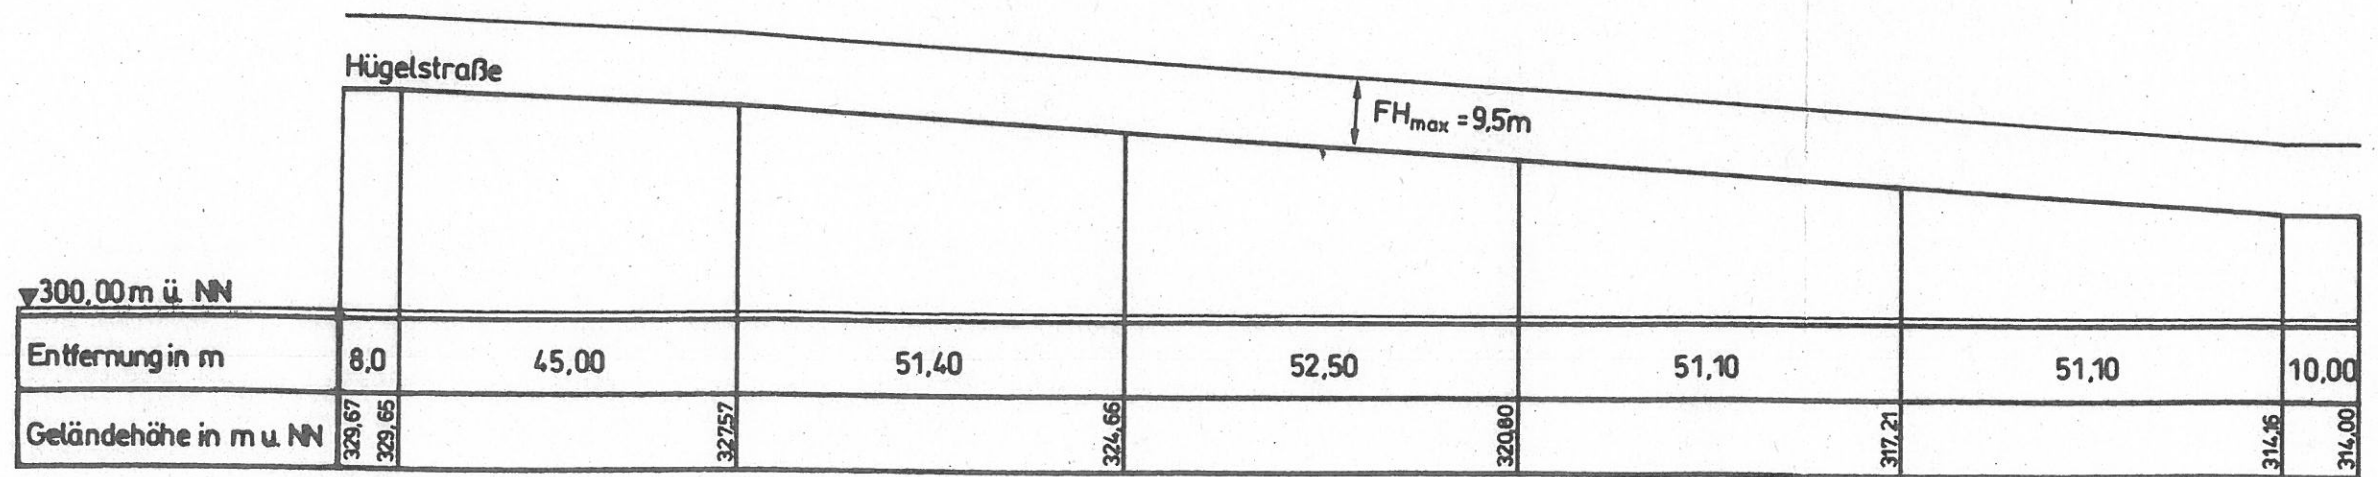 Hügelstraße
FHmax = 9,5m
300,00 m ü. NN
Entfernung in m 8,0 45,00 51,40 52,50 51,10 51,10 10,00
Geländehöhe in m u. NN 329,67 329,65 327,57 324,66 320,80 317,21 314,16 314,00